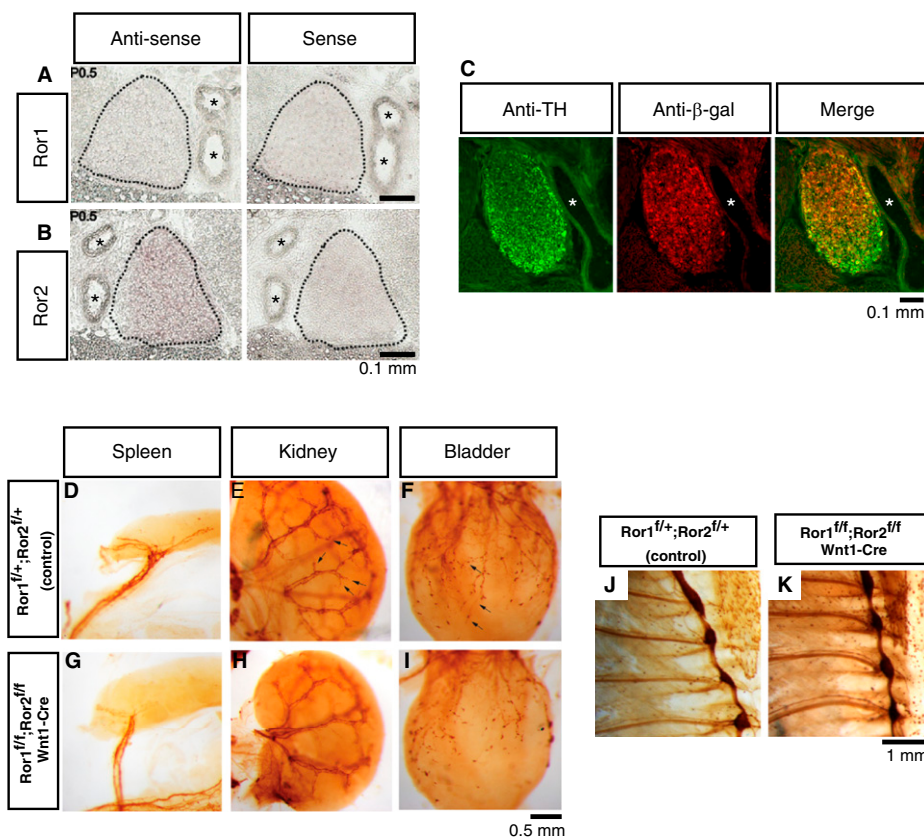 Anti-sense
Sense
A
P0.5
*
*
*
*
Ror1
B
P0.5
*
*
*
*
Ror2
0.1 mm
C
Anti-TH
Anti-β-gal
Merge
*
*
*
0.1 mm
Spleen
Kidney
Bladder
Ror1f/+;Ror2f/+
(control)
D
E
F
Ror1f/f;Ror2f/f
Wnt1-Cre
G
H
I
0.5 mm
Ror1f/+;Ror2f/+
(control)
Ror1f/f;Ror2f/f
Wnt1-Cre
J
K
1 mm